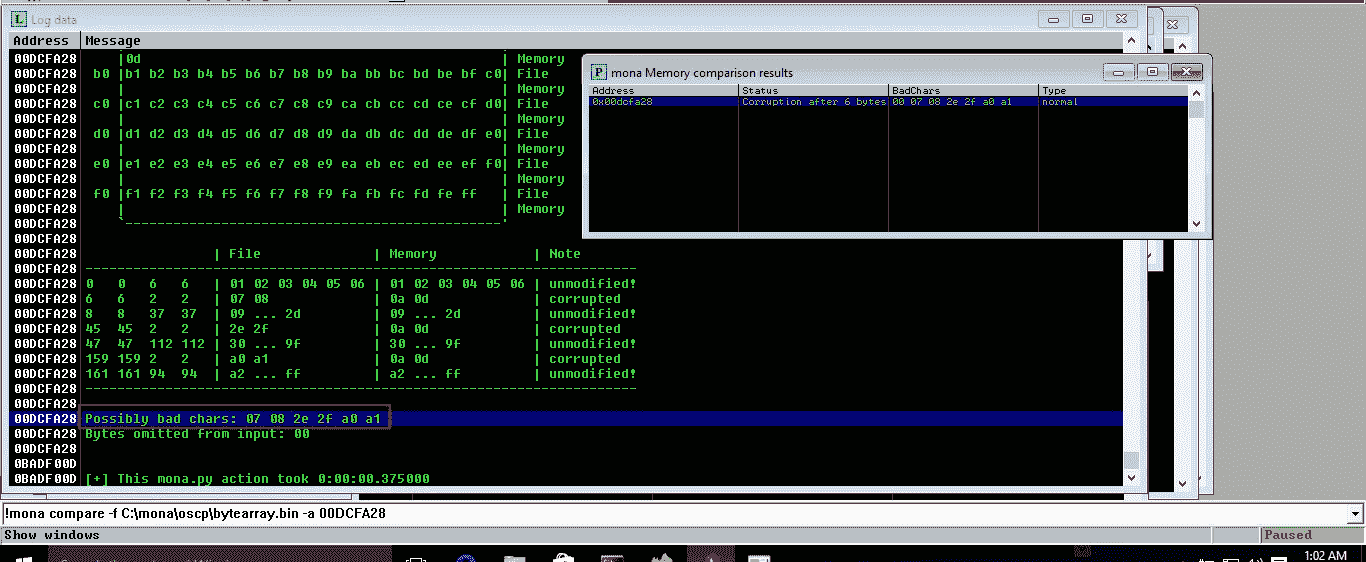 L Log data
Address Message
00DCFA28 |0d | Memory
00DCFA28 b0 |b1 b2 b3 b4 b5 b6 b7 b8 b9 ba bb bc bd be bf c0| File
00DCFA28 | | Memory
00DCFA28 c0 |c1 c2 c3 c4 c5 c6 c7 c8 c9 ca cb cc cd ce cf d0| File
00DCFA28 | | Memory
00DCFA28 d0 |d1 d2 d3 d4 d5 d6 d7 d8 d9 da db dc dd de df e0| File
00DCFA28 | | Memory
00DCFA28 e0 |e1 e2 e3 e4 e5 e6 e7 e8 e9 ea eb ec ed ee ef f0| File
00DCFA28 | | Memory
00DCFA28 f0 |f1 f2 f3 f4 f5 f6 f7 f8 f9 fa fb fc fd fe ff | File
00DCFA28 | | Memory
00DCFA28 `-----------------------------------------------'
00DCFA28
00DCFA28 | File | Memory | Note
00DCFA28 ---------------------------------------------------------------------
00DCFA28 0 0 6 6 | 01 02 03 04 05 06 | 01 02 03 04 05 06 | unmodified!
00DCFA28 6 6 2 2 | 07 08 | 0a 0d | corrupted
00DCFA28 8 8 37 37 | 09 ... 2d | 09 ... 2d | unmodified!
00DCFA28 45 45 2 2 | 2e 2f | 0a 0d | corrupted
00DCFA28 47 47 112 112 | 30 ... 9f | 30 ... 9f | unmodified!
00DCFA28 159 159 2 2 | a0 a1 | 0a 0d | corrupted
00DCFA28 161 161 94 94 | a2 ... ff | a2 ... ff | unmodified!
00DCFA28 ---------------------------------------------------------------------
00DCFA28
00DCFA28 Possibly bad chars: 07 08 2e 2f a0 a1
00DCFA28 Bytes omitted from input: 00
00DCFA28
0BADF00D
0BADF00D [+] This mona.py action took 0:00:00.375000
P mona Memory comparison results
Address Status BadChars Type
0x00dcfa28 Corruption after 6 bytes 00 07 08 2e 2f a0 a1 normal
!mona compare -f C:\mona\oscp\bytearray.bin -a 00DCFA28
Show windows
Paused
1:02 AM